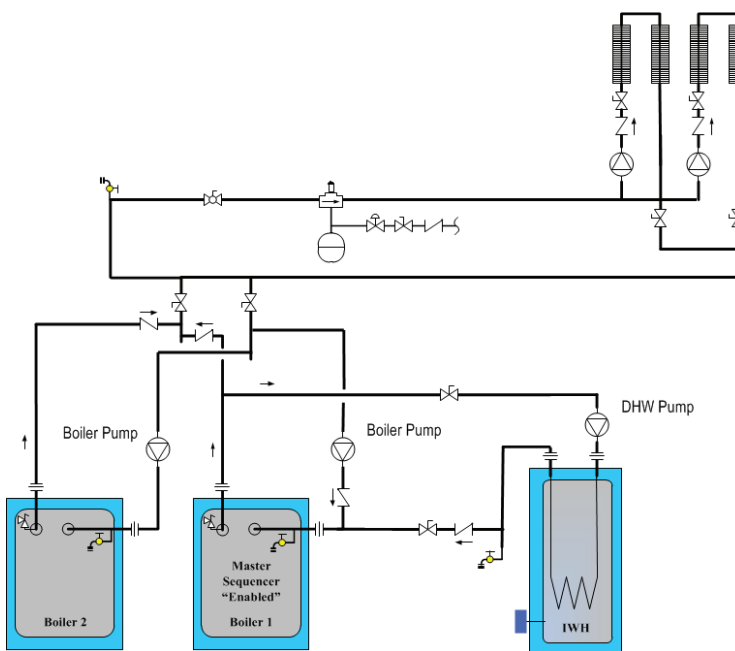 DHW Pump
Boiler Pump
Boiler Pump
Master
Sequencer
“Enabled”
Boiler 2
Boiler 1
IWH